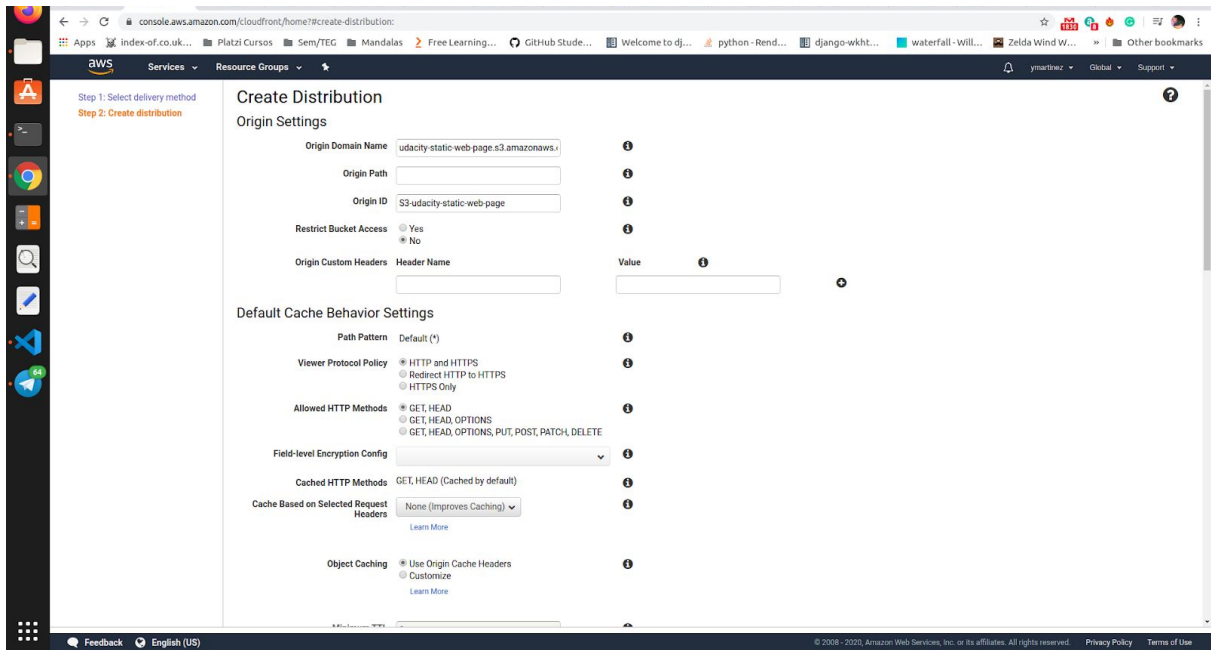 console.aws.amazon.com/cloudfront/home?#create-distribution:
Apps index-of.co.uk... Platzi Cursos Sem/TEG Mandalas Free Learning... GitHub Stude... Welcome to dj... python - Rend... django-wkht... waterfall - Will... Zelda Wind W... » Other bookmarks
aws Services Resource Groups ymartinez Global Support
Step 1: Select delivery method
Step 2: Create distribution
Create Distribution
Origin Settings
Origin Domain Name udacity-static-web-page.s3.amazonaws.
Origin Path
Origin ID S3-udacity-static-web-page
Restrict Bucket Access Yes
No
Origin Custom Headers Header Name Value
Default Cache Behavior Settings
Path Pattern Default (*)
Viewer Protocol Policy HTTP and HTTPS
Redirect HTTP to HTTPS
HTTPS Only
Allowed HTTP Methods GET, HEAD
GET, HEAD, OPTIONS
GET, HEAD, OPTIONS, PUT, POST, PATCH, DELETE
Field-level Encryption Config
Cached HTTP Methods GET, HEAD (Cached by default)
Cache Based on Selected Request None (Improves Caching)
Headers
Learn More
Object Caching Use Origin Cache Headers
Customize
Learn More
64
Feedback English (US) © 2008 - 2020, Amazon Web Services, Inc. or its affiliates. All rights reserved. Privacy Policy Terms of Use